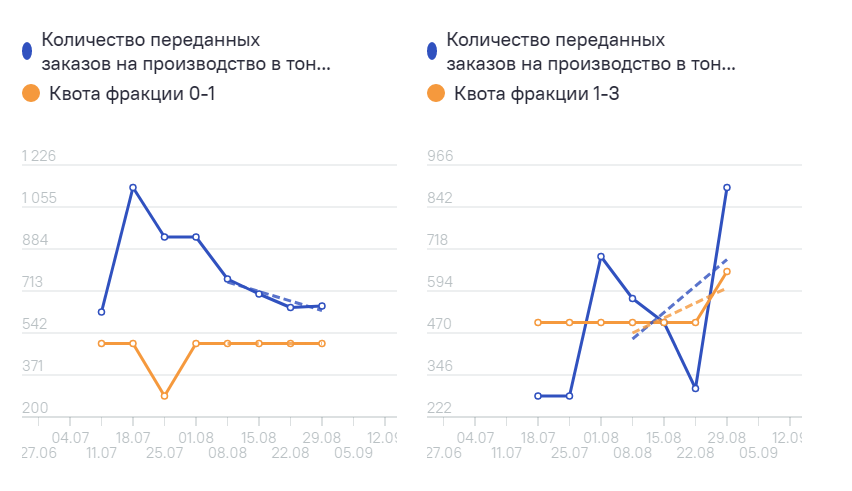 Количество переданных
заказов на производство в тон...
Квота фракции 0-1
1 226
1 055
884
713
542
371
200
04.07 18.07 01.08 15.08 29.08 12.09
27.06 11.07 25.07 08.08 22.08 05.09
Количество переданных
заказов на производство в тон...
Квота фракции 1-3
966
842
718
594
470
346
222
04.07 18.07 01.08 15.08 29.08 12.09
27.06 11.07 25.07 08.08 22.08 05.09